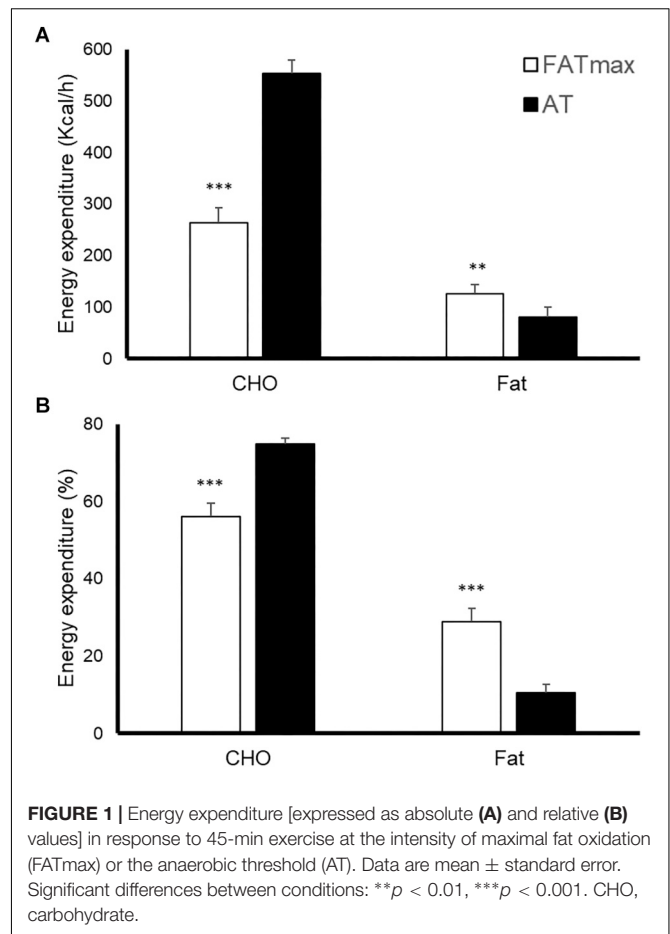 A
Energy expenditure (Kcal/h)
600
500
400
300
200
100
0
FATmax
AT
***
**
CHO
Fat
B
Energy expenditure (%)
80
60
40
20
0
***
***
CHO
Fat
FIGURE 1 | Energy expenditure [expressed as absolute (A) and relative (B)
values] in response to 45-min exercise at the intensity of maximal fat oxidation
(FATmax) or the anaerobic threshold (AT). Data are mean ± standard error.
Significant differences between conditions: **p < 0.01, ***p < 0.001. CHO,
carbohydrate.